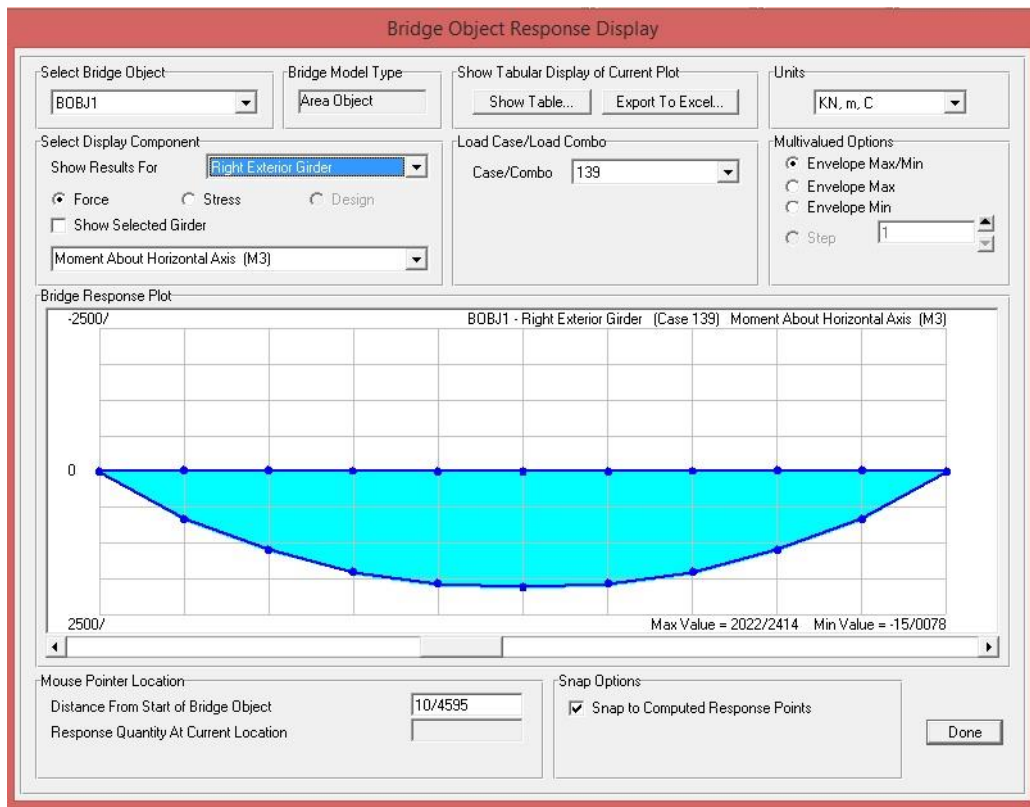 Bridge Object Response Display
Select Bridge Object
BOBJ1
Bridge Model Type
Area Object
Show Tabular Display of Current Plot
Show Table...
Export To Excel...
Units
KN, m, C
Select Display Component
Show Results For
Right Exterior Girder
Force
Stress
Design
Show Selected Girder
Moment About Horizontal Axis (M3)
Load Case/Load Combo
Case/Combo
139
Multivalued Options
Envelope Max/Min
Envelope Max
Envelope Min
Step
1
Bridge Response Plot
-2500/
BOBJ1 - Right Exterior Girder (Case 139) Moment About Horizontal Axis (M3)
0
2500/
Max Value = 2022/2414 Min Value = -15/0078
Mouse Pointer Location
Distance From Start of Bridge Object
10/4595
Response Quantity At Current Location
Snap Options
Snap to Computed Response Points
Done